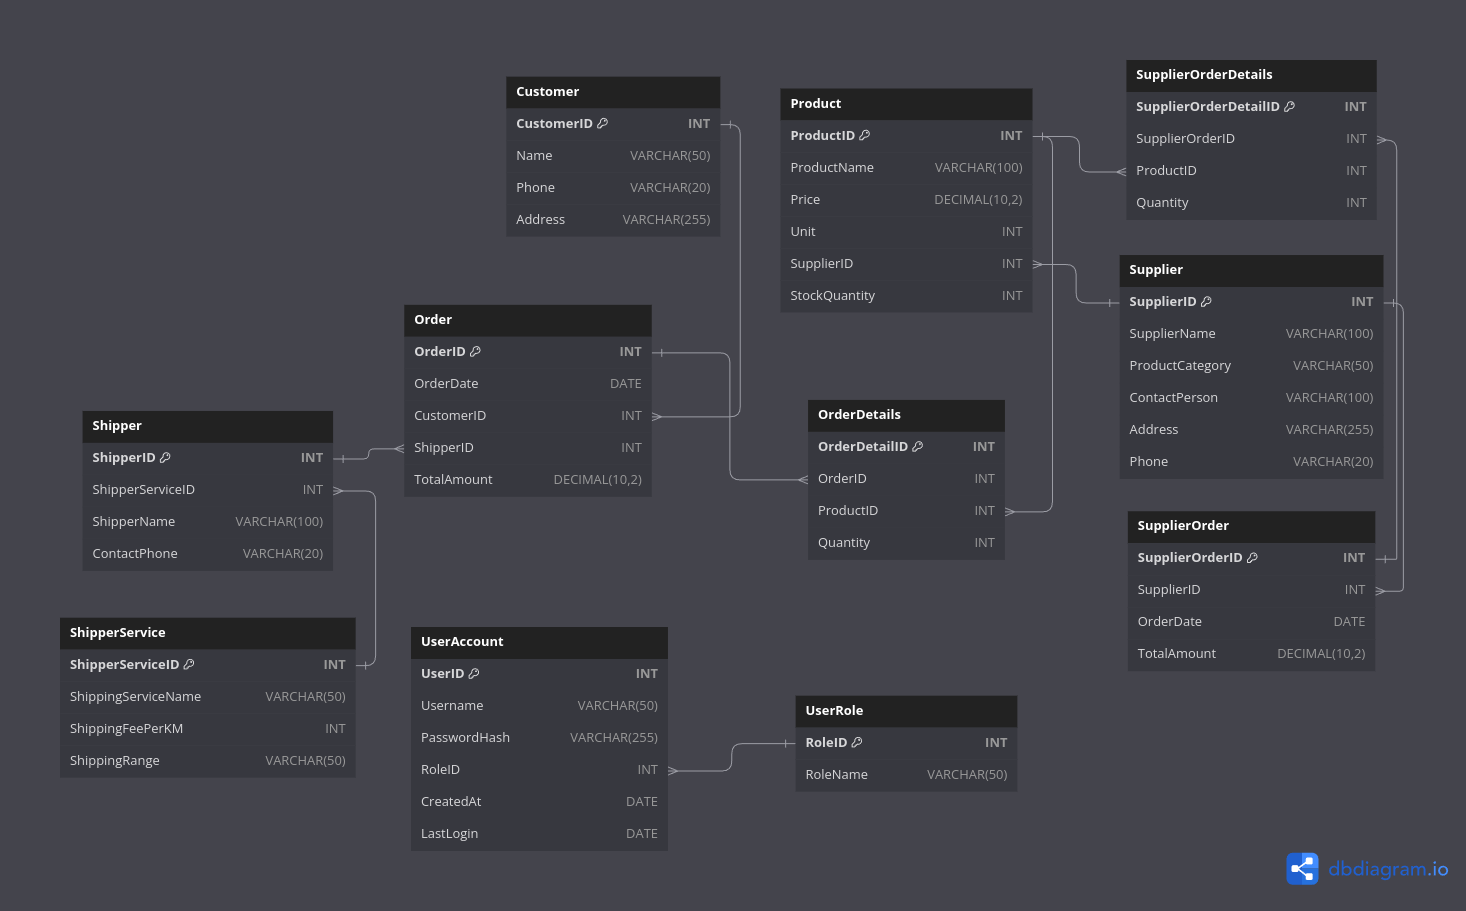 Customer
CustomerID INT
Name VARCHAR(50)
Phone VARCHAR(20)
Address VARCHAR(255)
Product
ProductID INT
ProductName VARCHAR(100)
Price DECIMAL(10,2)
Unit INT
SupplierID INT
StockQuantity INT
SupplierOrderDetails
SupplierOrderDetailID INT
SupplierOrderID INT
ProductID INT
Quantity INT
Supplier
SupplierID INT
SupplierName VARCHAR(100)
ProductCategory VARCHAR(50)
ContactPerson VARCHAR(100)
Address VARCHAR(255)
Phone VARCHAR(20)
Order
OrderID INT
OrderDate DATE
CustomerID INT
ShipperID INT
TotalAmount DECIMAL(10,2)
Shipper
ShipperID INT
ShipperServiceID INT
ShipperName VARCHAR(100)
ContactPhone VARCHAR(20)
OrderDetails
OrderDetailID INT
OrderID INT
ProductID INT
Quantity INT
SupplierOrder
SupplierOrderID INT
SupplierID INT
OrderDate DATE
TotalAmount DECIMAL(10,2)
ShipperService
ShipperServiceID INT
ShippingServiceName VARCHAR(50)
ShippingFeePerKM INT
ShippingRange VARCHAR(50)
UserAccount
UserID INT
Username VARCHAR(50)
PasswordHash VARCHAR(255)
RoleID INT
CreatedAt DATE
LastLogin DATE
UserRole
RoleID INT
RoleName VARCHAR(50)
dbdiagram.io